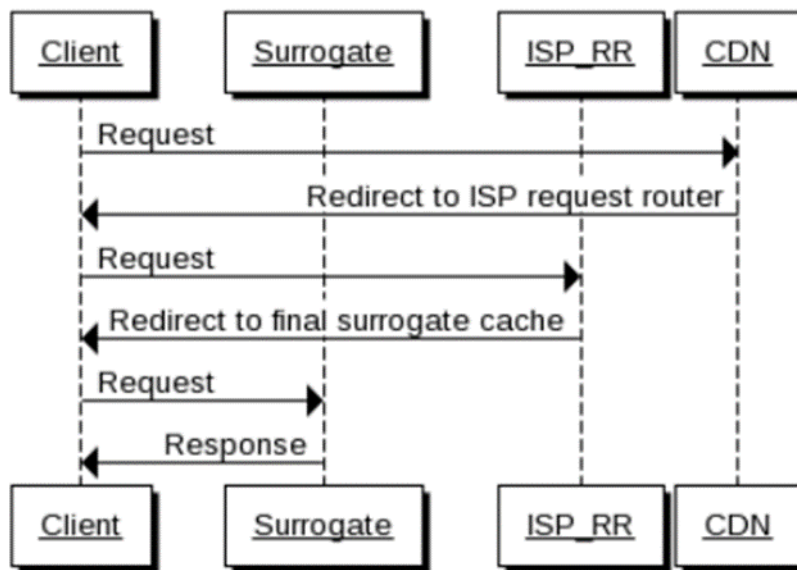 Client Surrogate ISP_RR CDN
Request
Redirect to ISP request router
Request
Redirect to final surrogate cache
Request
Response
Client Surrogate ISP_RR CDN